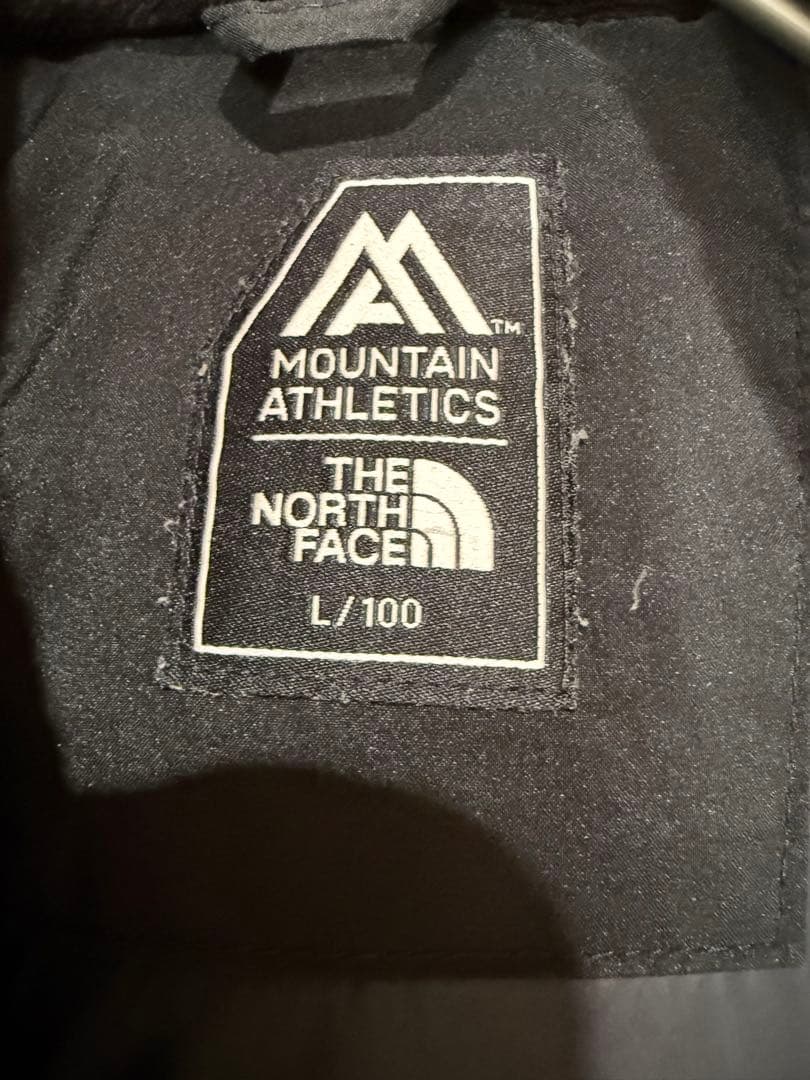 TM
MOUNTAIN
ATHLETICS
THE
NORTH
FACE
L/100